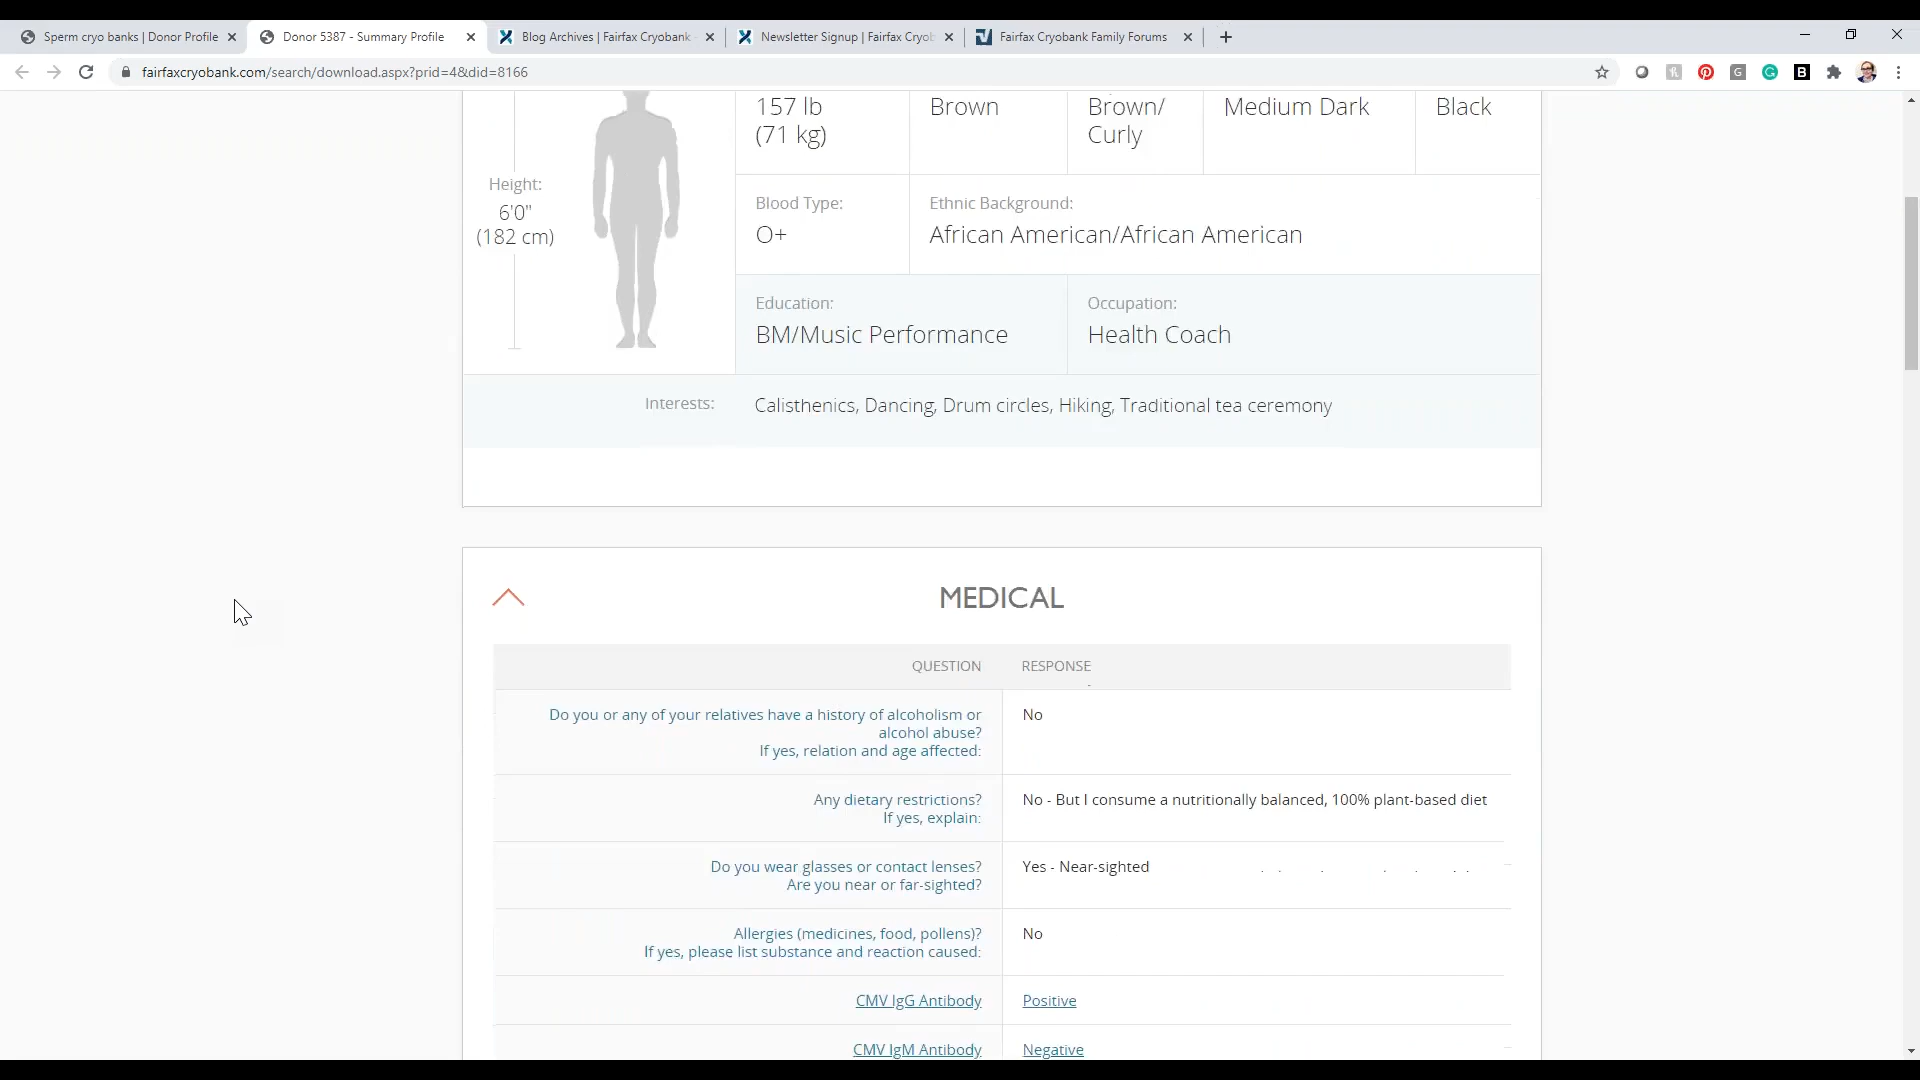 Sperm cryo banks | Donor Profile
Donor 5387 - Summary Profile
Blog Archives | Fairfax Cryobank
Newsletter Signup | Fairfax Cryob
Fairfax Cryobank Family Forums
fairfaxcryobank.com/search/download.aspx?prid=4&did=8166
157 lb
(71 kg)
Brown
Brown/
Curly
Medium Dark
Black
Height:
6'0"
(182 cm)
Blood Type:
O+
Ethnic Background:
African American/African American
Education:
BM/Music Performance
Occupation:
Health Coach
Interests:
Calisthenics, Dancing, Drum circles, Hiking, Traditional tea ceremony
MEDICAL
QUESTION
RESPONSE
Do you or any of your relatives have a history of alcoholism or
alcohol abuse?
If yes, relation and age affected:
No
Any dietary restrictions?
If yes, explain:
No - But I consume a nutritionally balanced, 100% plant-based diet
Do you wear glasses or contact lenses?
Are you near or far-sighted?
Yes - Near-sighted
Allergies (medicines, food, pollens)?
If yes, please list substance and reaction caused:
No
CMV IgG Antibody
Positive
CMV IgM Antibody
Negative